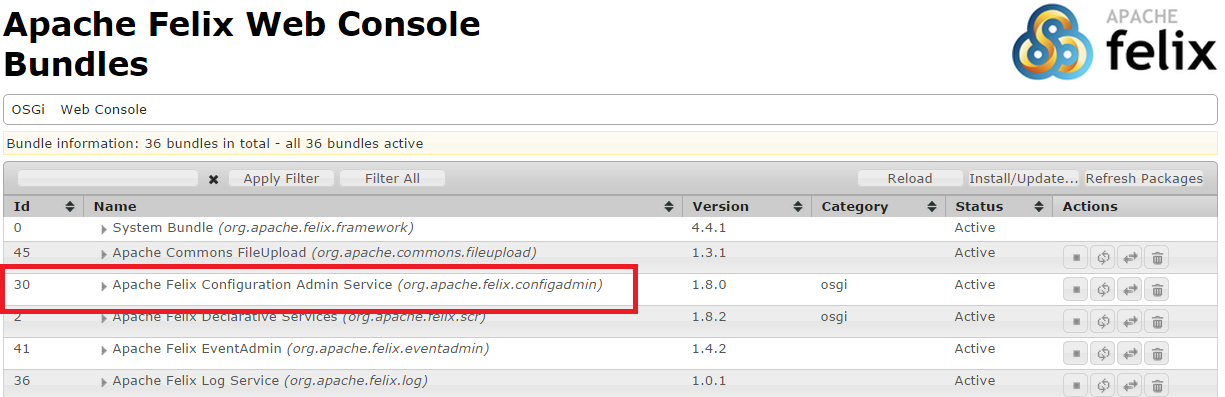 Apache Felix Web Console
Bundles
APACHE
felix
OSGi Web Console
Bundle information: 36 bundles in total - all 36 bundles active
✖ Apply Filter Filter All Reload Install/Update... Refresh Packages
Id Name Version Category Status Actions
0 System Bundle (org.apache.felix.framework) 4.4.1 Active
45 Apache Commons FileUpload (org.apache.commons.fileupload) 1.3.1 Active
30 Apache Felix Configuration Admin Service (org.apache.felix.configadmin) 1.8.0 osgi Active
2 Apache Felix Declarative Services (org.apache.felix.scr) 1.8.2 osgi Active
41 Apache Felix EventAdmin (org.apache.felix.eventadmin) 1.4.2 Active
36 Apache Felix Log Service (org.apache.felix.log) 1.0.1 Active